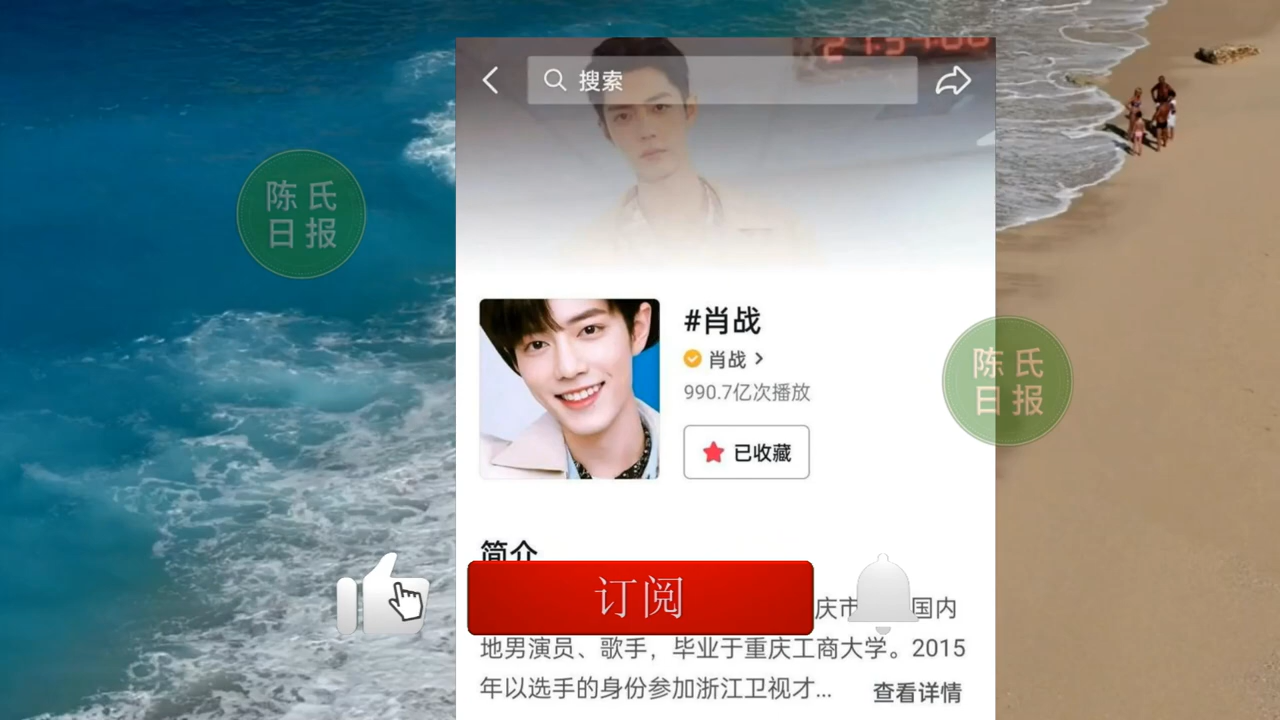 搜索
陈氏
日报
#肖战
肖战
990.7亿次播放
陈氏
日报
已收藏
简介
订阅
庆市
国内
地男演员、歌手，毕业于重庆工商大学。2015
年以选手的身份参加浙江卫视才...
查看详情